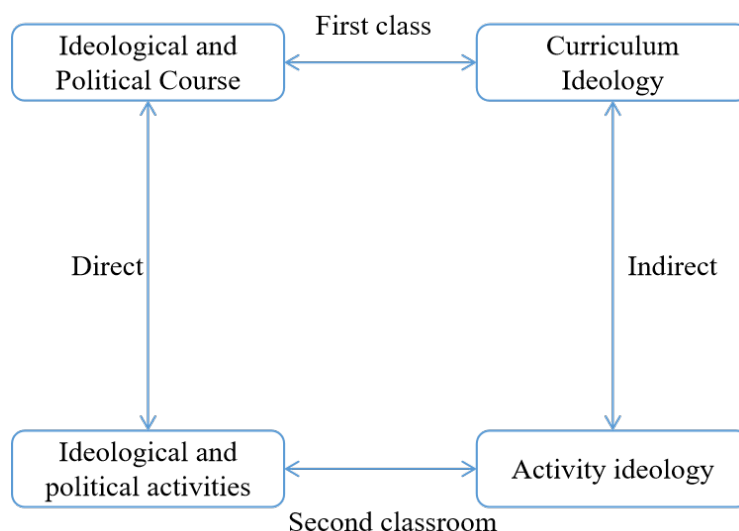 Ideological and
Political Course
First class
Curriculum
Ideology
Direct
Indirect
Ideological and
political activities
Second classroom
Activity ideology